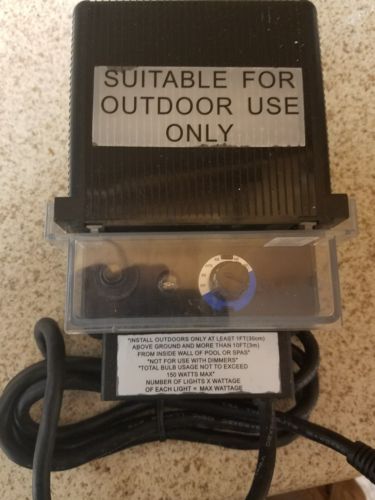 SUITABLE FOR
OUTDOOR USE
ONLY
*INSTALL OUTDOORS ONLY AT LEAST 1FT(30cm)
ABOVE GROUND AND MORE THAN 10FT(3m)
FROM INSIDE WALL OF POOL OR SPAS*
*NOT FOR USE WITH DIMMERS*
*TOTAL BULB USAGE NOT TO EXCEED
150 WATTS MAX*
NUMBER OF LIGHTS X WATTAGE
OF EACH LIGHT = MAX WATTAGE